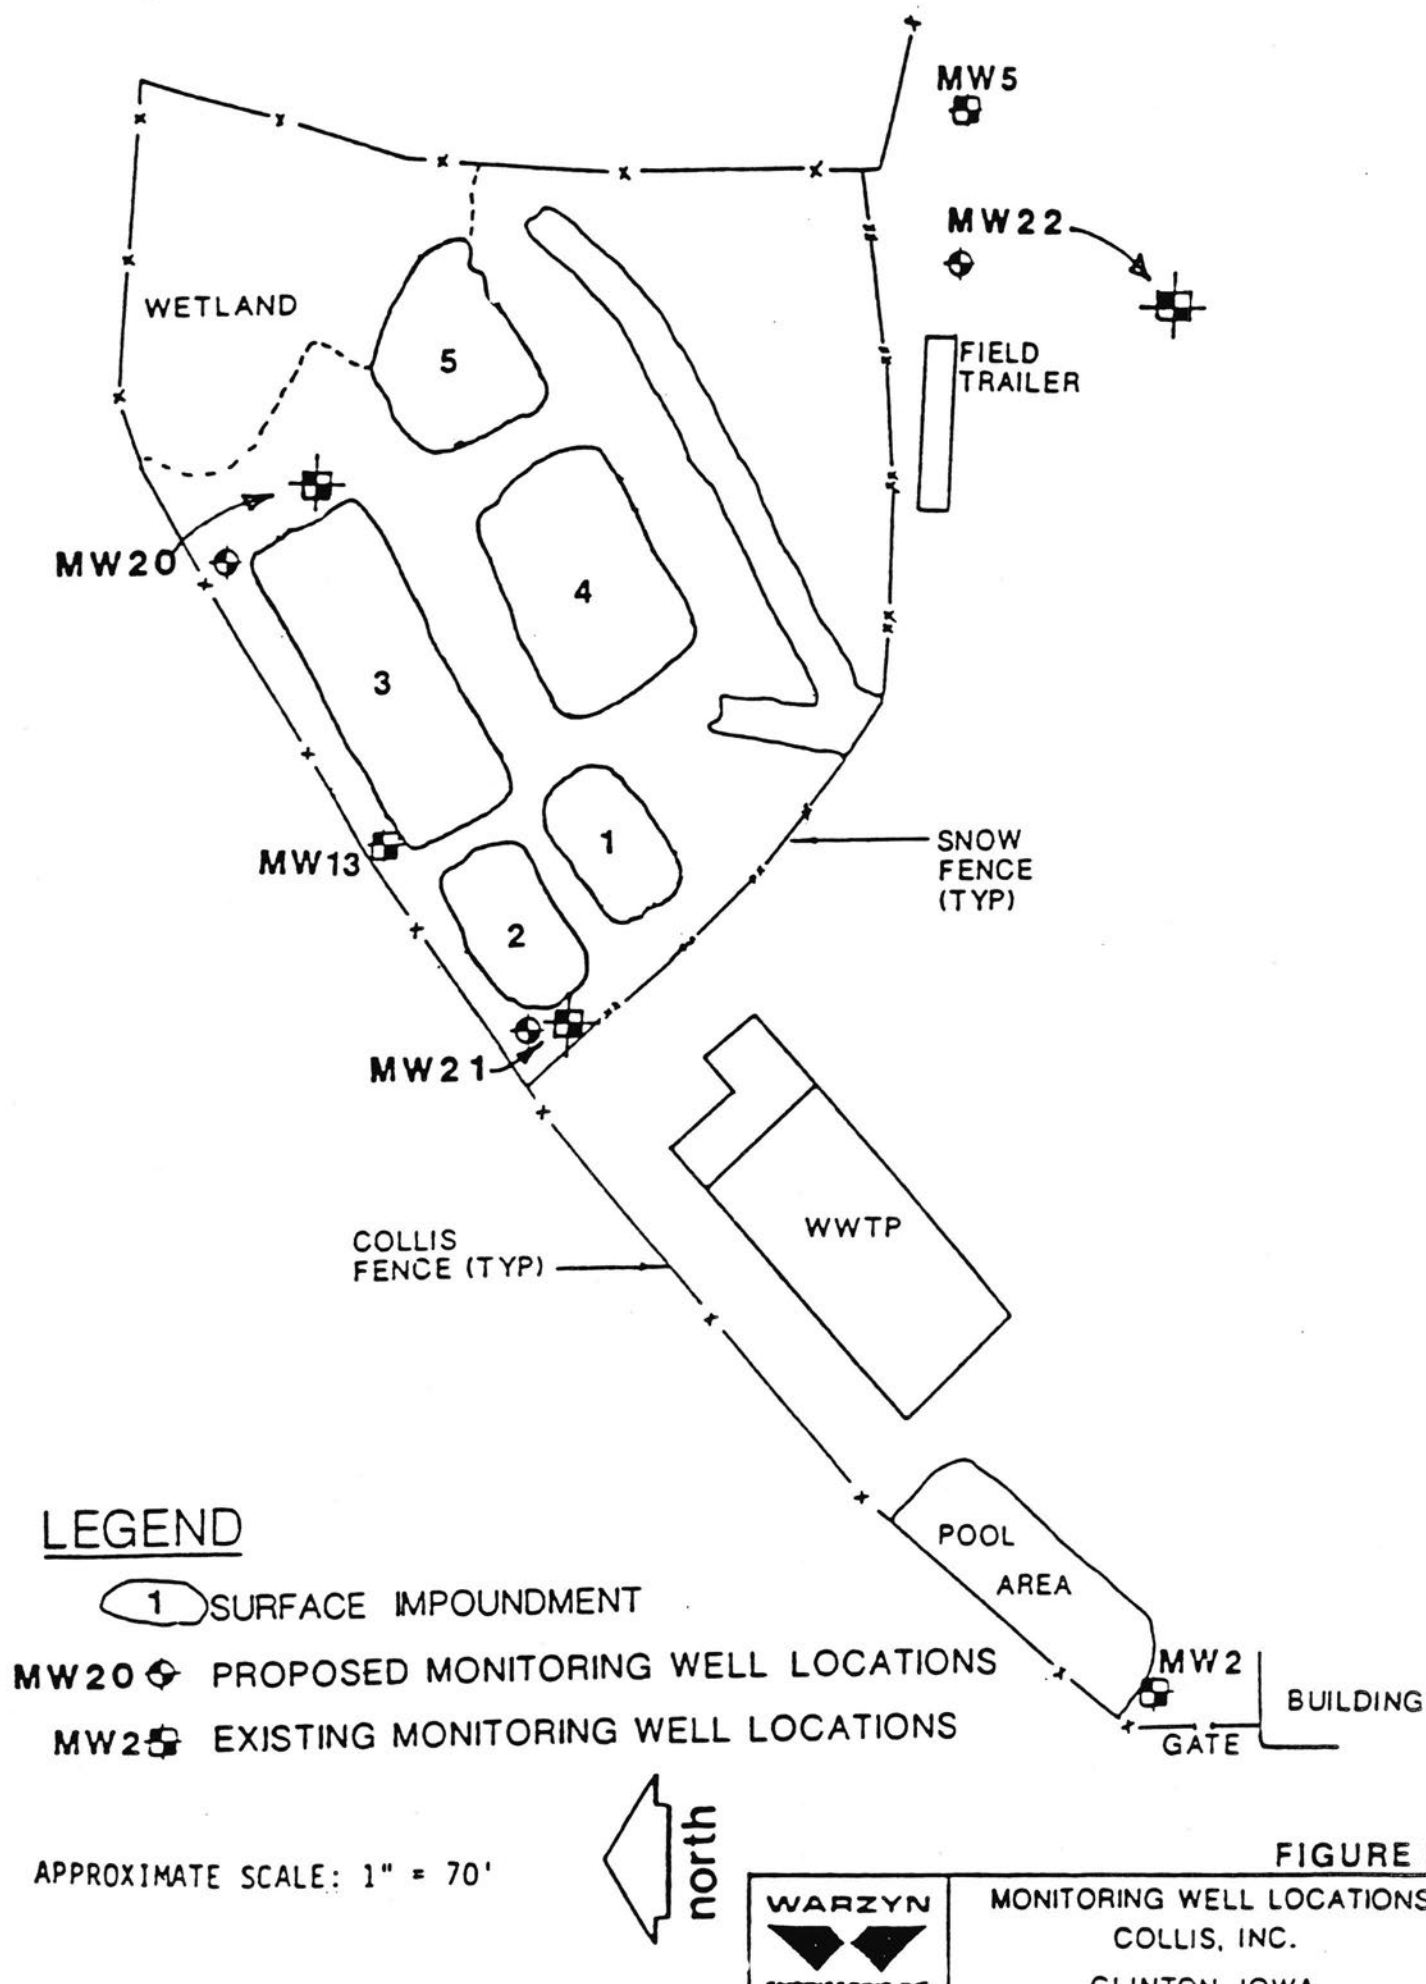 MW5
MW22
WETLAND
FIELD
TRAILER
5
MW20
4
3
MW13
1
SNOW
FENCE
(TYP)
2
MW21
WWTP
COLLIS
FENCE (TYP)
LEGEND
POOL
AREA
1 SURFACE IMPOUNDMENT
MW20 PROPOSED MONITORING WELL LOCATIONS
MW2
BUILDING
MW2 EXISTING MONITORING WELL LOCATIONS
GATE
north
APPROXIMATE SCALE: 1" = 70'
FIGURE
WARZYN
MONITORING WELL LOCATIONS
COLLIS, INC.
CLINTON, IOWA